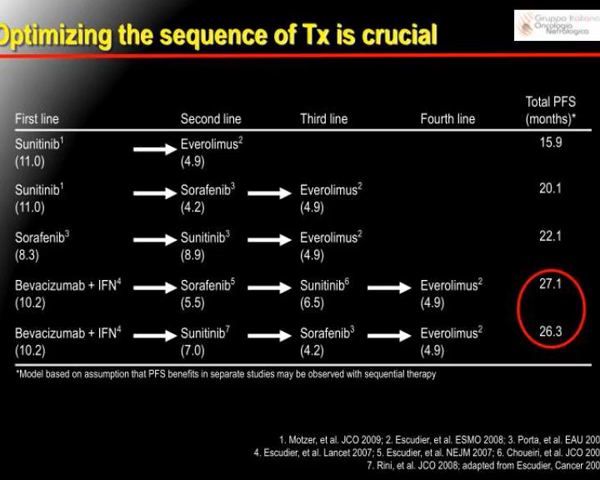 Optimizing the sequence of Tx is crucial
Gruppo Italiano
Oncologia
Nefrologica
Total PFS
First line Second line Third line Fourth line (months)*
Sunitinib1 Everolimus2 15.9
(11.0) (4.9)
Sunitinib1 Sorafenib3 Everolimus2 20.1
(11.0) (4.2) (4.9)
Sorafenib3 Sunitinib3 Everolimus2 22.1
(8.3) (8.9) (4.9)
Bevacizumab + IFN4 Sorafenib5 Sunitinib6 Everolimus2 27.1
(10.2) (5.5) (6.5) (4.9)
Bevacizumab + IFN4 Sunitinib7 Sorafenib3 Everolimus2 26.3
(10.2) (7.0) (4.2) (4.9)
*Model based on assumption that PFS benefits in separate studies may be observed with sequential therapy
1. Motzer, et al. JCO 2009; 2. Escudier, et al. ESMO 2008; 3. Porta, et al. EAU 200
4. Escudier, et al. Lancet 2007; 5. Escudier, et al. NEJM 2007; 6. Choueiri, et al. JCO 200
7. Rini, et al. JCO 2008; adapted from Escudier, Cancer 200